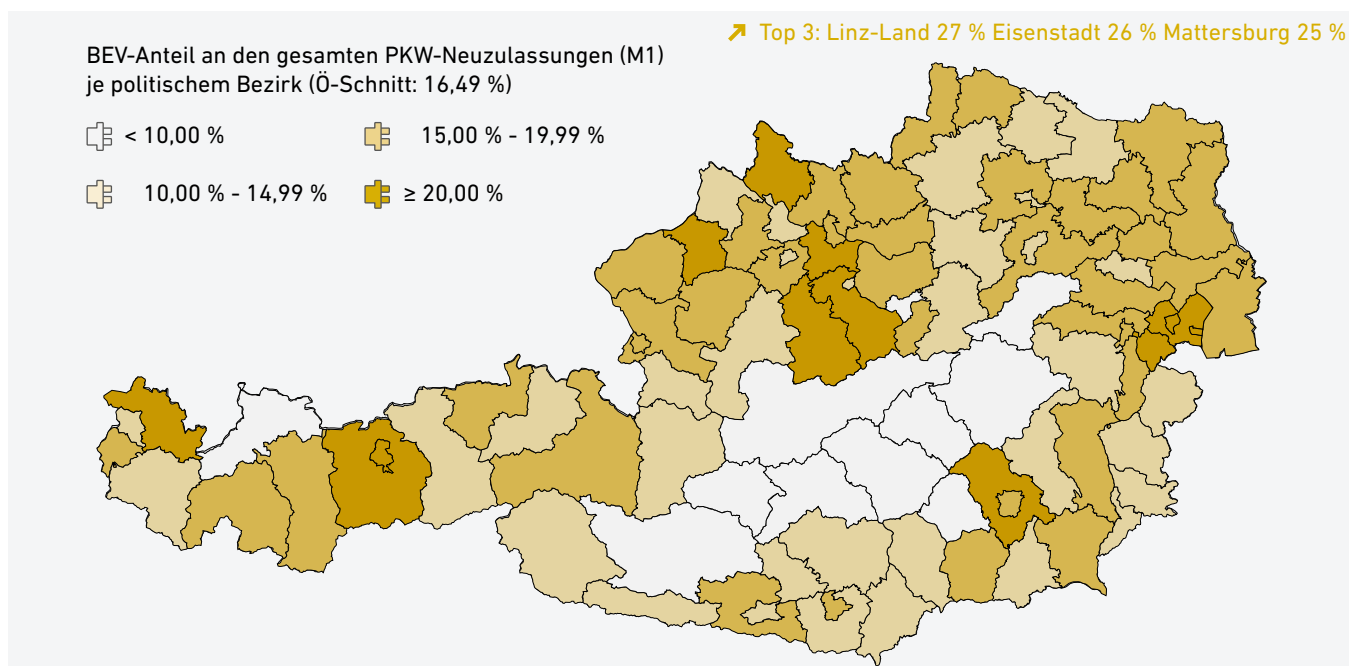 Top 3: Linz-Land 27 % Eisenstadt 26 % Mattersburg 25 %
BEV-Anteil an den gesamten PKW-Neuzulassungen (M1)
je politischem Bezirk (Ö-Schnitt: 16,49 %)
< 10,00 %
15,00 % - 19,99 %
10,00 % - 14,99 %
≥ 20,00 %